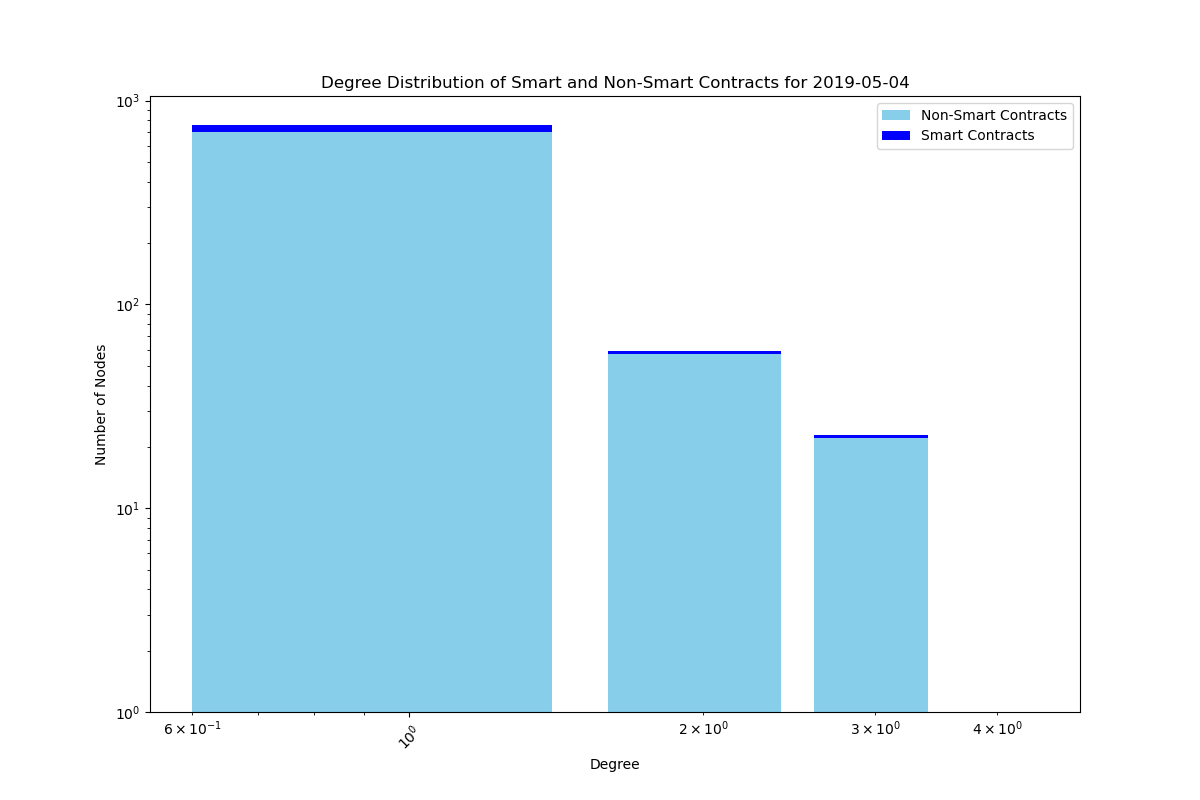 Degree Distribution of Smart and Non-Smart Contracts for 2019-05-04
Non-Smart Contracts
Smart Contracts
10³
10²
10¹
10⁰
Number of Nodes
6 × 10⁻¹
10⁰
2 × 10⁰
3 × 10⁰
4 × 10⁰
Degree